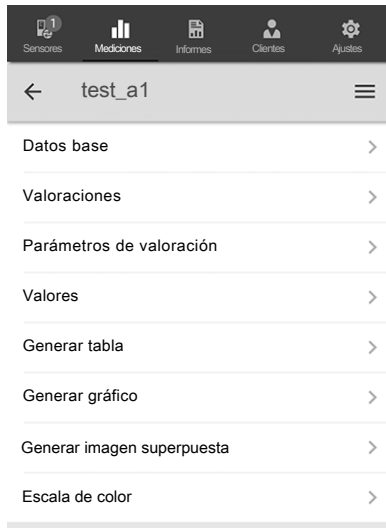 1
Sensores Mediciones Informes Clientes Ajustes
test_a1
Datos base
Valoraciones
Parámetros de valoración
Valores
Generar tabla
Generar gráfico
Generar imagen superpuesta
Escala de color